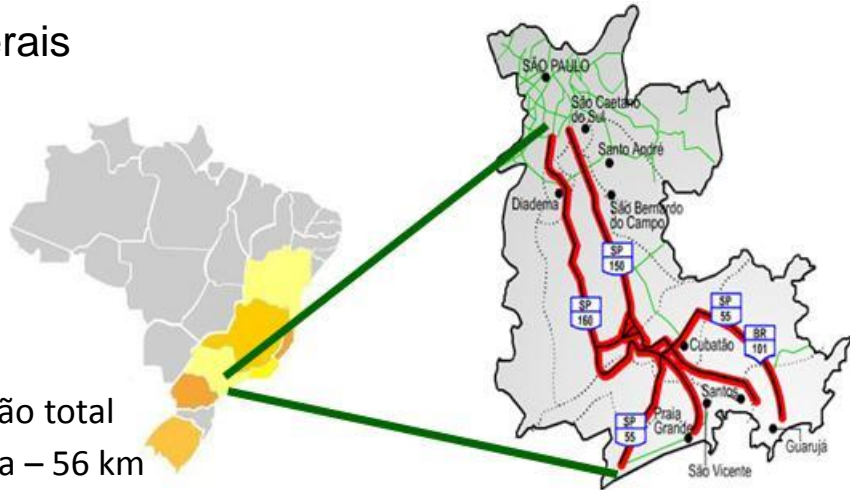 erais
SÃO PAULO
São Caetano
do Sul
Santo André
Diadema
São Bernardo
do Campo
SP
150
SP
160
SP
55
BR
101
Cubatão
Santos
ão total
Praia
Grande
SP
55
Guarujá
a – 56 km
São Vicente